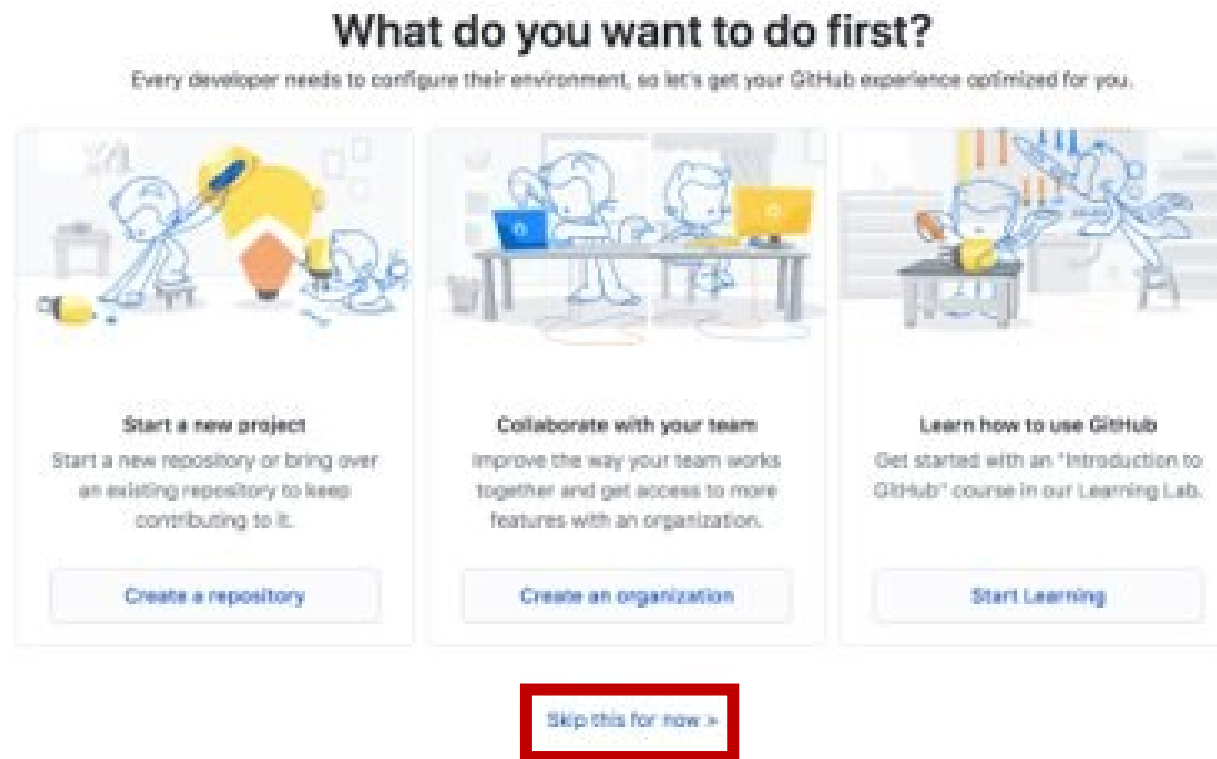 What do you want to do first?
Every developer needs to configure their environment, so let's get your GitHub experience optimized for you.
Start a new project
Start a new repository or bring over
an existing repository to keep
contributing to it.
Create a repository
Collaborate with your team
Improve the way your team works
together and get access to more
features with an organization.
Create an organization
Learn how to use GitHub
Get started with an "Introduction to
GitHub" course in our Learning Lab.
Start Learning
Skip this for now »